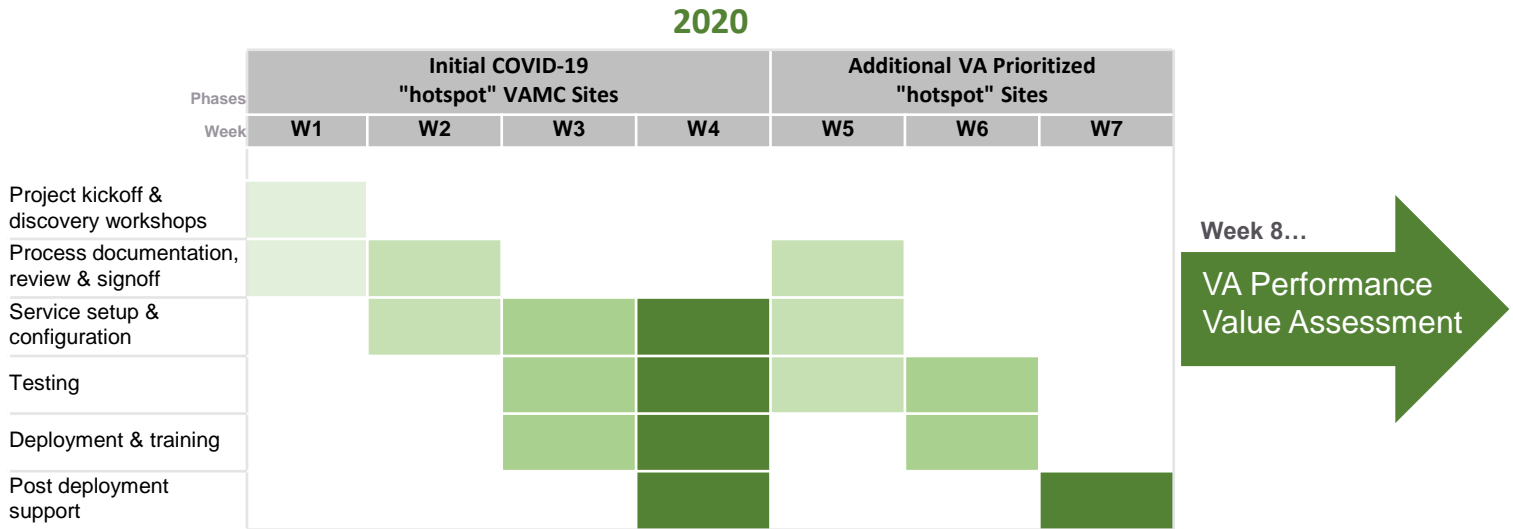 2020
Phases
Initial COVID-19
"hotspot" VAMC Sites
Additional VA Prioritized
"hotspot" Sites
Week W1 W2 W3 W4 W5 W6 W7
Project kickoff &
discovery workshops
Process documentation,
review & signoff
Service setup &
configuration
Testing
Deployment & training
Post deployment
support
Week 8…
VA Performance
Value Assessment